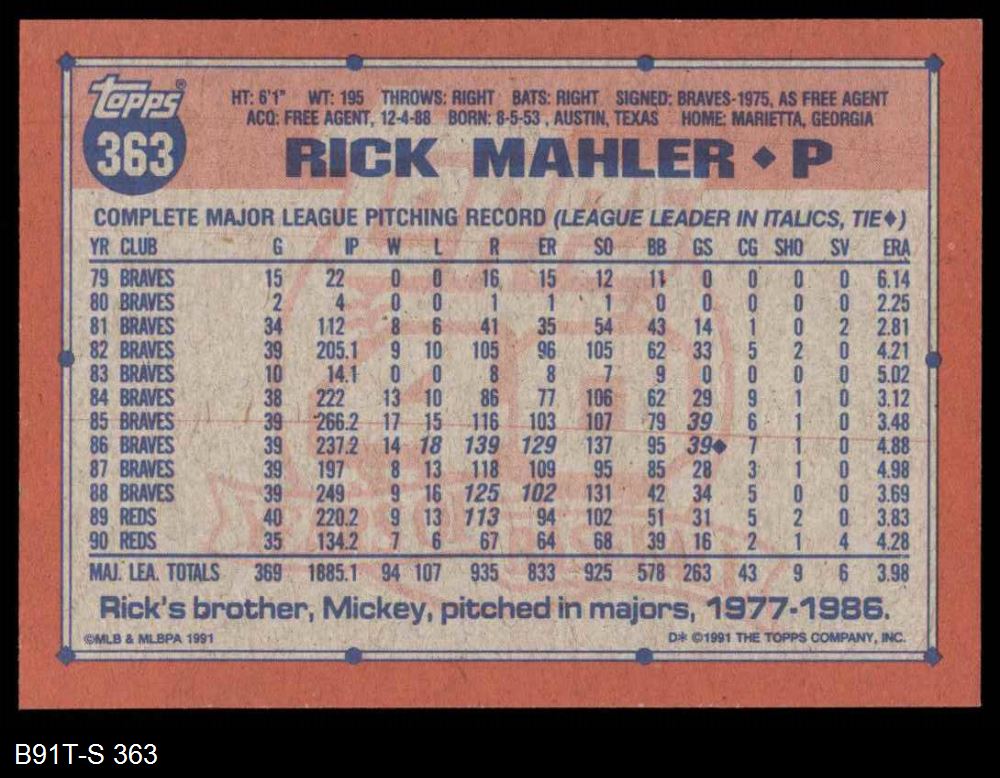 Topps®
363
HT: 6'1" WT: 195 THROWS: RIGHT BATS: RIGHT SIGNED: BRAVES-1975, AS FREE AGENT
ACQ: FREE AGENT, 12-4-88 BORN: 8-5-53 , AUSTIN, TEXAS HOME: MARIETTA, GEORGIA
RICK MAHLER ◆ P
COMPLETE MAJOR LEAGUE PITCHING RECORD (LEAGUE LEADER IN ITALICS, TIE◆)
YR CLUB G IP W L R ER SO BB GS CG SHO SV ERA
79 BRAVES 15 22 0 0 16 15 12 11 0 0 0 0 6.14
80 BRAVES 2 4 0 0 1 1 1 0 0 0 0 0 2.25
81 BRAVES 34 112 8 6 41 35 54 43 14 1 0 2 2.81
82 BRAVES 39 205.1 9 10 105 96 105 62 33 5 2 0 4.21
83 BRAVES 10 14.1 0 0 8 8 7 9 0 0 0 0 5.02
84 BRAVES 38 222 13 10 86 77 106 62 29 9 1 0 3.12
85 BRAVES 39 266.2 17 15 116 103 107 79 39 6 1 0 3.48
86 BRAVES 39 237.2 14 18 139 129 137 95 39◆ 7 1 0 4.88
87 BRAVES 39 197 8 13 118 109 95 85 28 3 1 0 4.98
88 BRAVES 39 249 9 16 125 102 131 42 34 5 0 0 3.69
89 REDS 40 220.2 9 13 113 94 102 51 31 5 2 0 3.83
90 REDS 35 134.2 7 6 67 64 68 39 16 2 1 4 4.28
MAJ. LEA. TOTALS 369 1885.1 94 107 935 833 925 578 263 43 9 6 3.98
Rick's brother, Mickey, pitched in majors, 1977-1986.
©MLB & MLBPA 1991 D* ©1991 THE TOPPS COMPANY, INC.
B91T-S 363